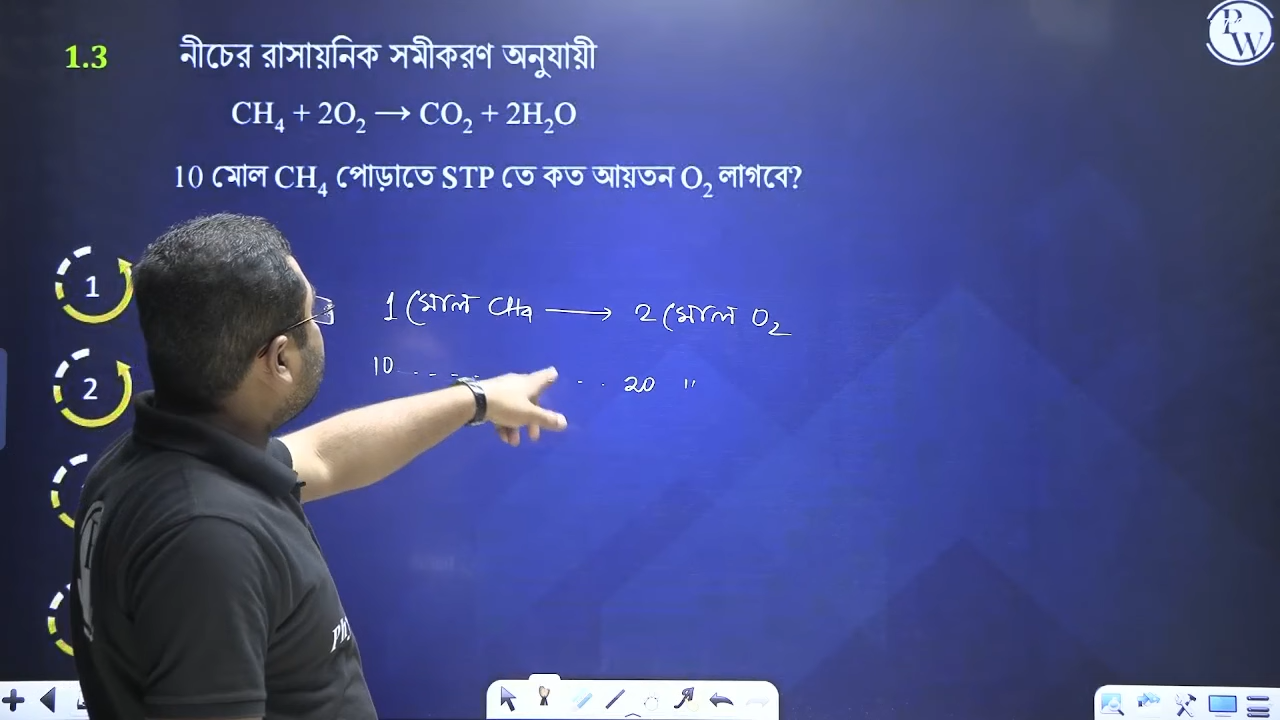 PW
1.3 নীচের রাসায়নিক সমীকরণ অনুযায়ী
CH₄ + 2O₂ → CO₂ + 2H₂O
10 মোল CH₄ পোড়াতে STP তে কত আয়তন O₂ লাগবে?
1
1 মোল CH₄ → 2 মোল O₂
2
10 ........ 20 "